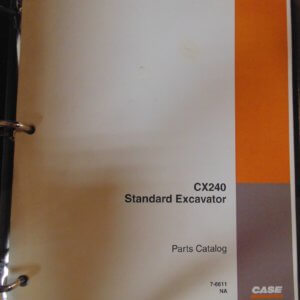 CX240
Standard Excavator
Parts Catalog
7-6611
NA
CASE